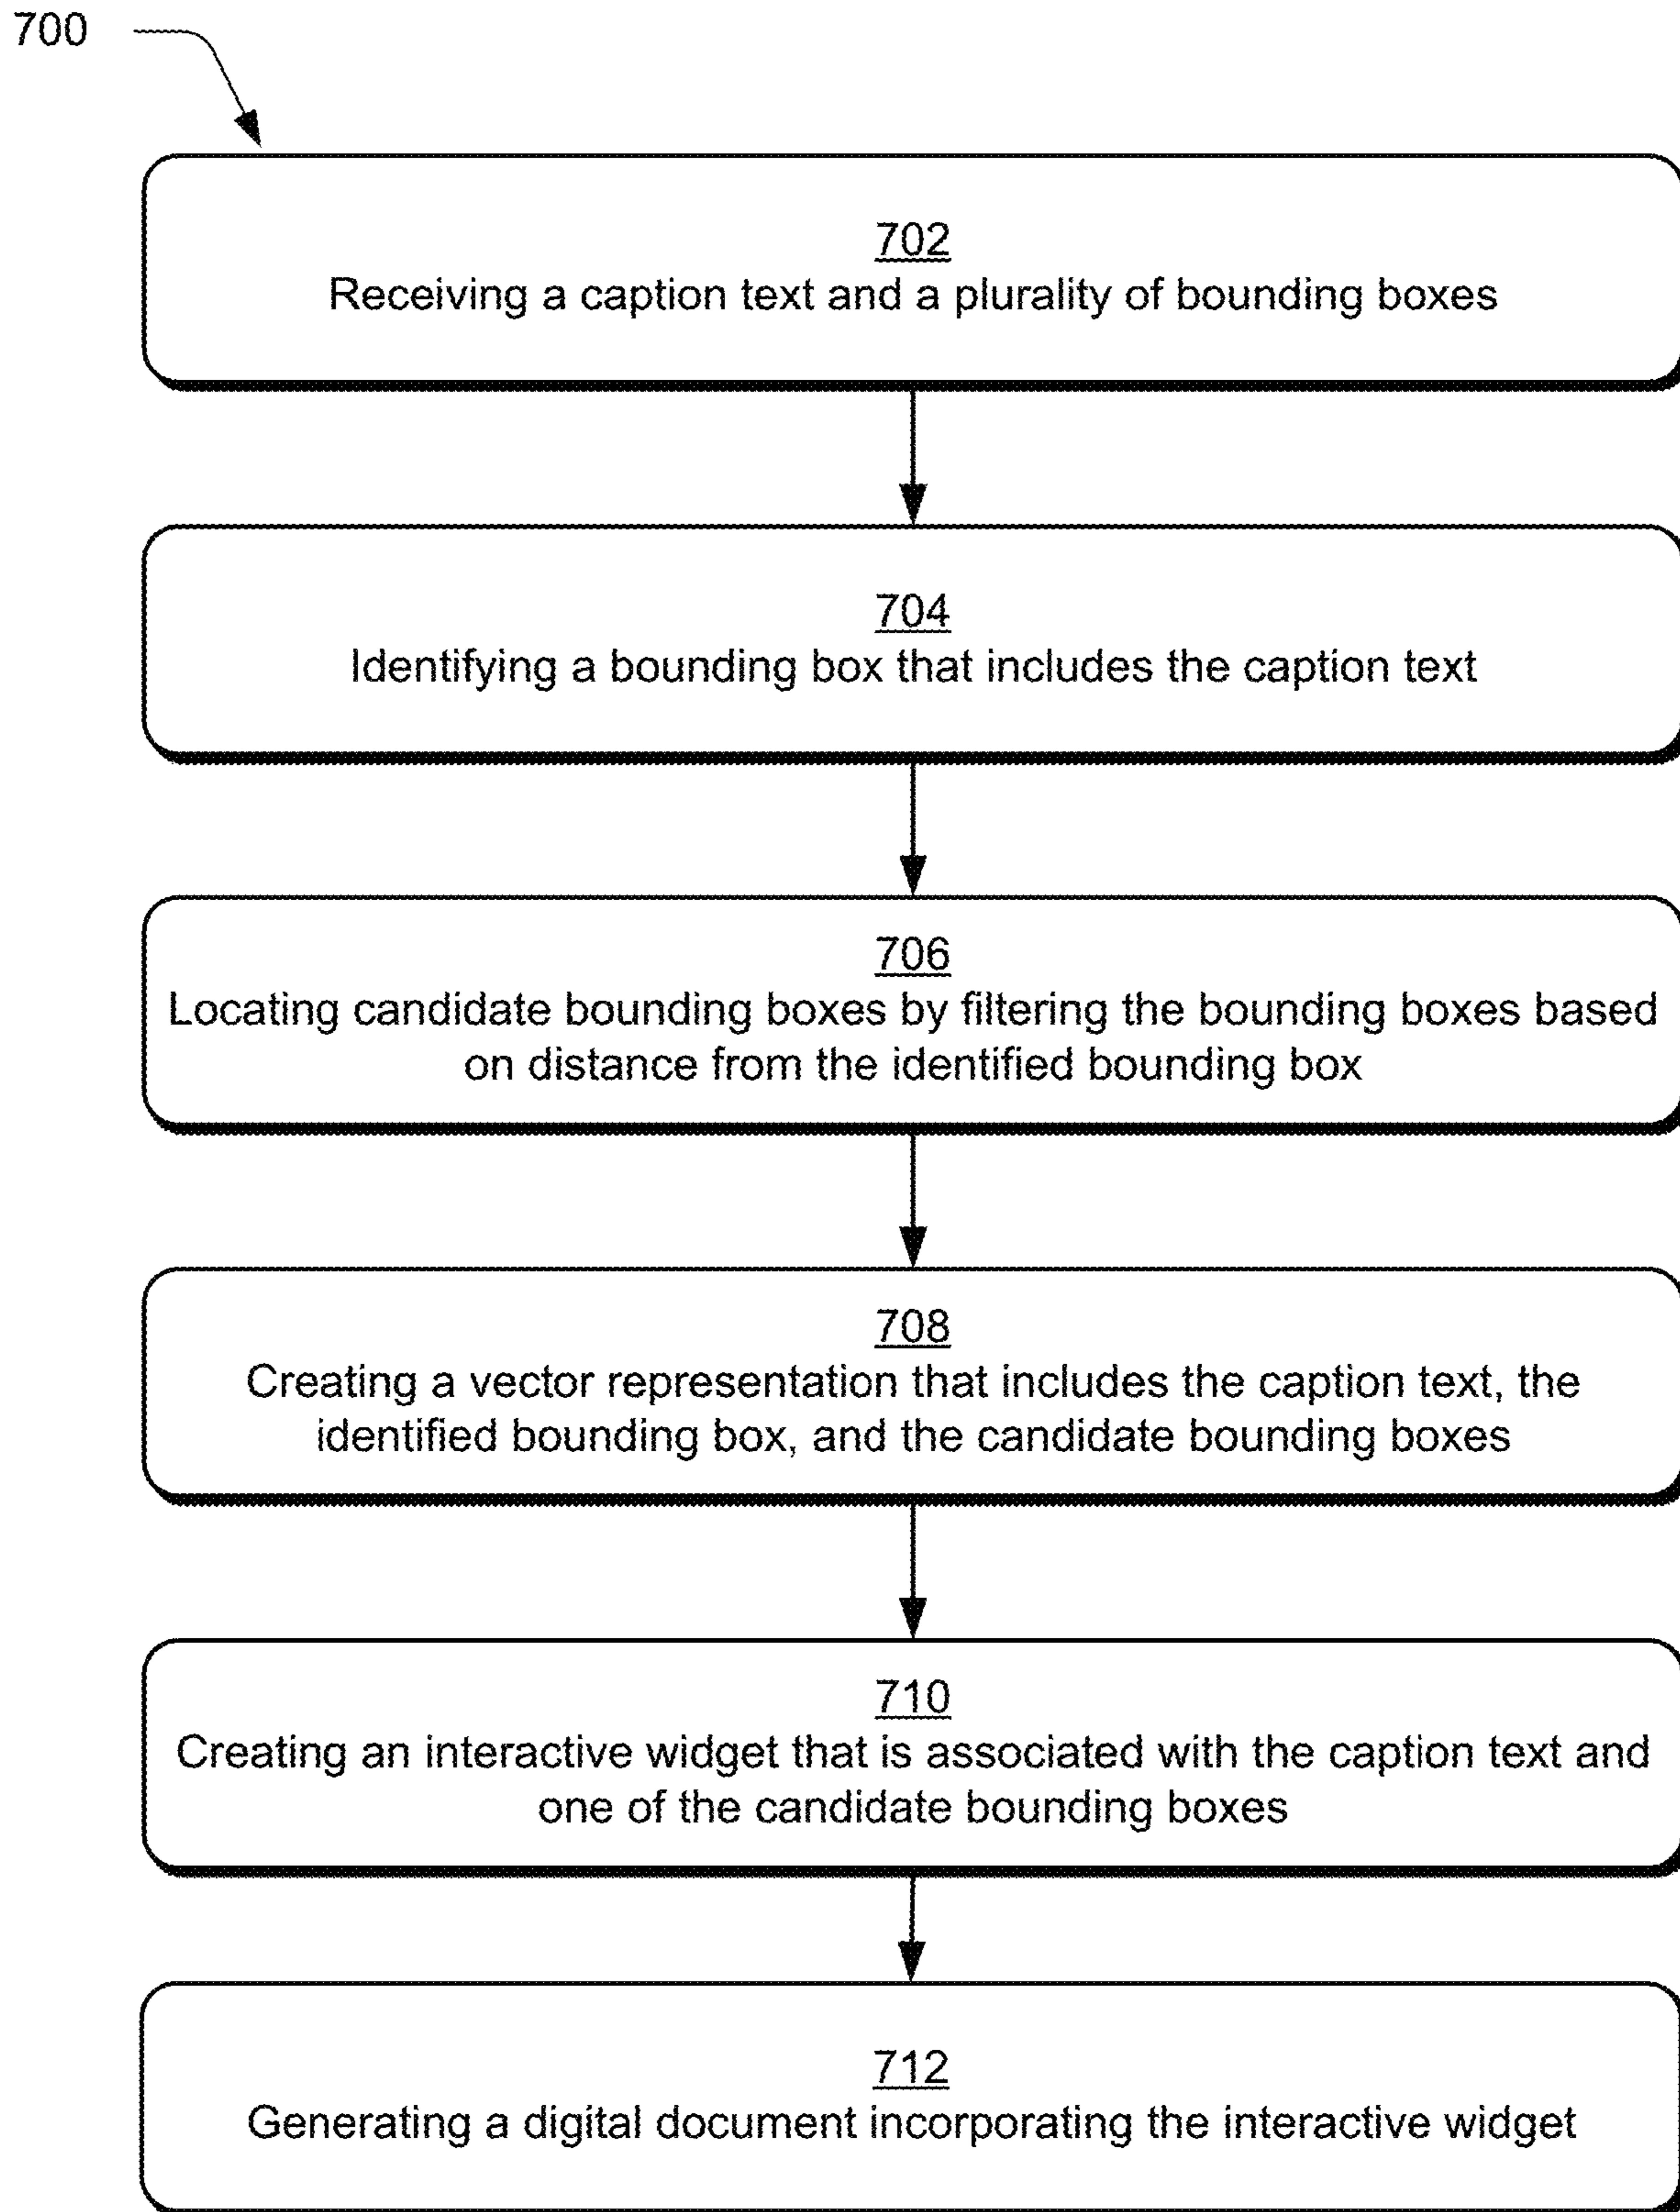 700
702
Receiving a caption text and a plurality of bounding boxes
704
Identifying a bounding box that includes the caption text
706
Locating candidate bounding boxes by filtering the bounding boxes based
on distance from the identified bounding box
708
Creating a vector representation that includes the caption text, the
identified bounding box, and the candidate bounding boxes
710
Creating an interactive widget that is associated with the caption text and
one of the candidate bounding boxes
712
Generating a digital document incorporating the interactive widget